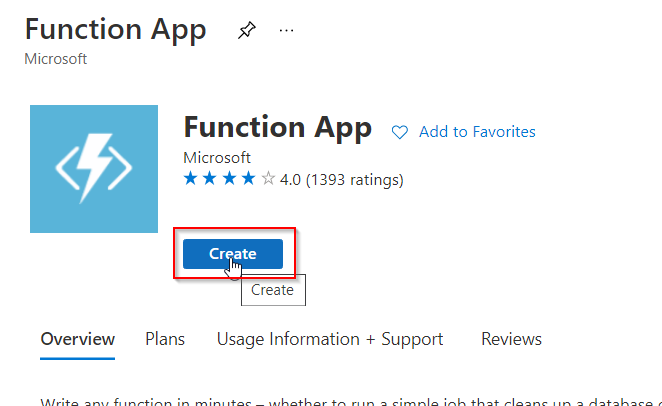 Function App
Microsoft
Function App
Add to Favorites
Microsoft
4.0 (1393 ratings)
Create
Create
Overview Plans Usage Information + Support Reviews
Write any function in minutes – whether to run a simple job that cleans up a database